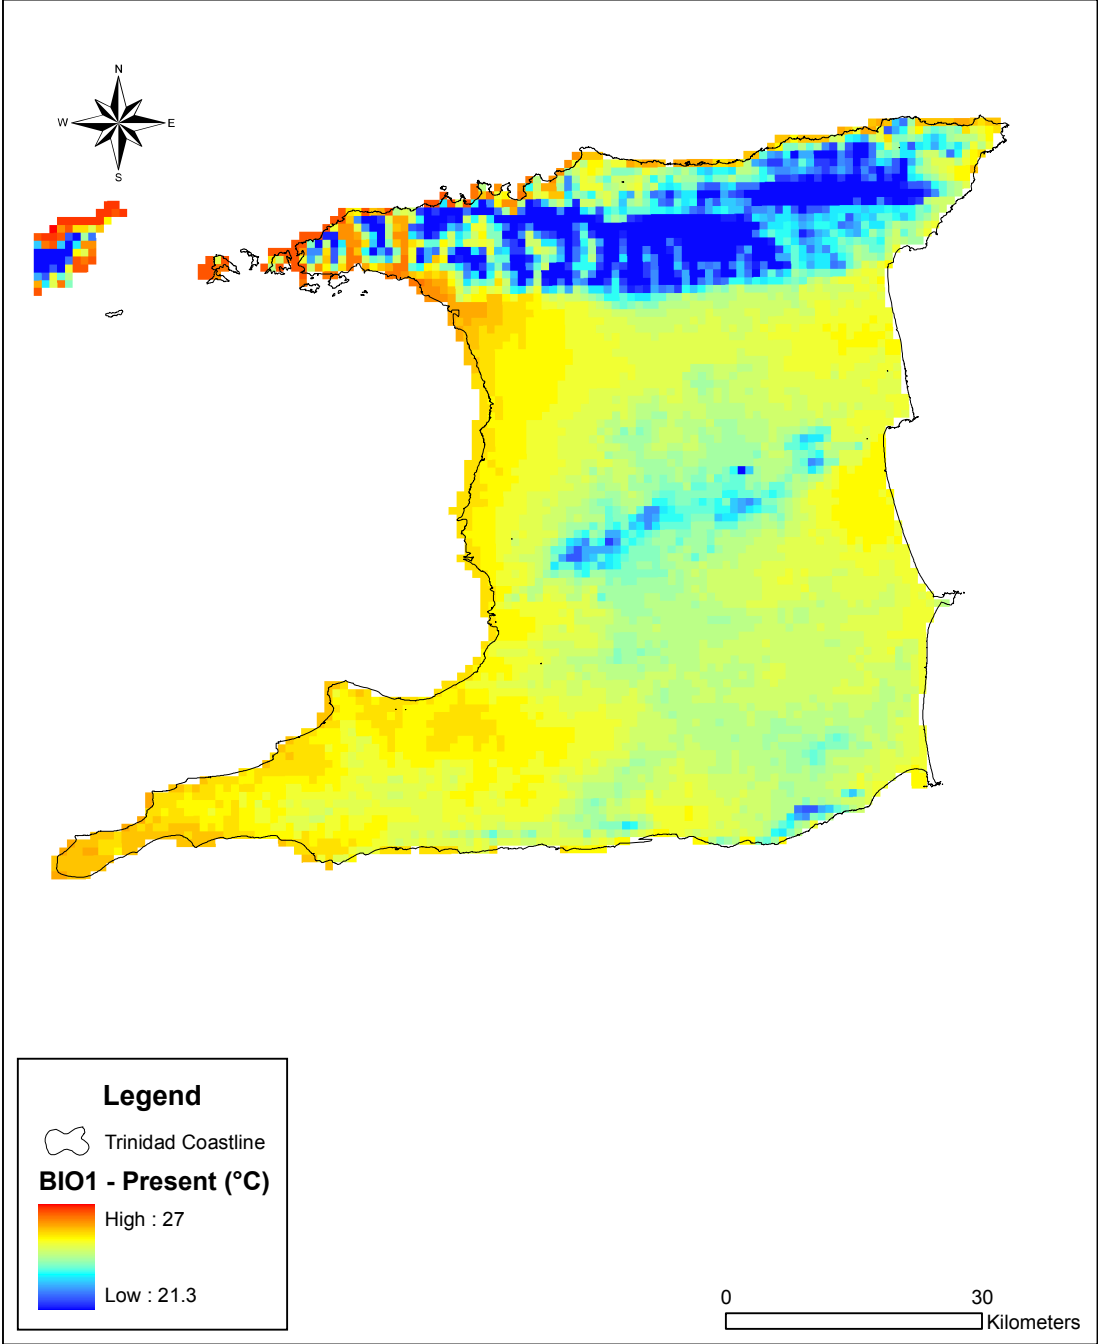 N
W E
S
Legend
Trinidad Coastline
BIO1 - Present (°C)
High : 27
Low : 21.3
0 30
Kilometers